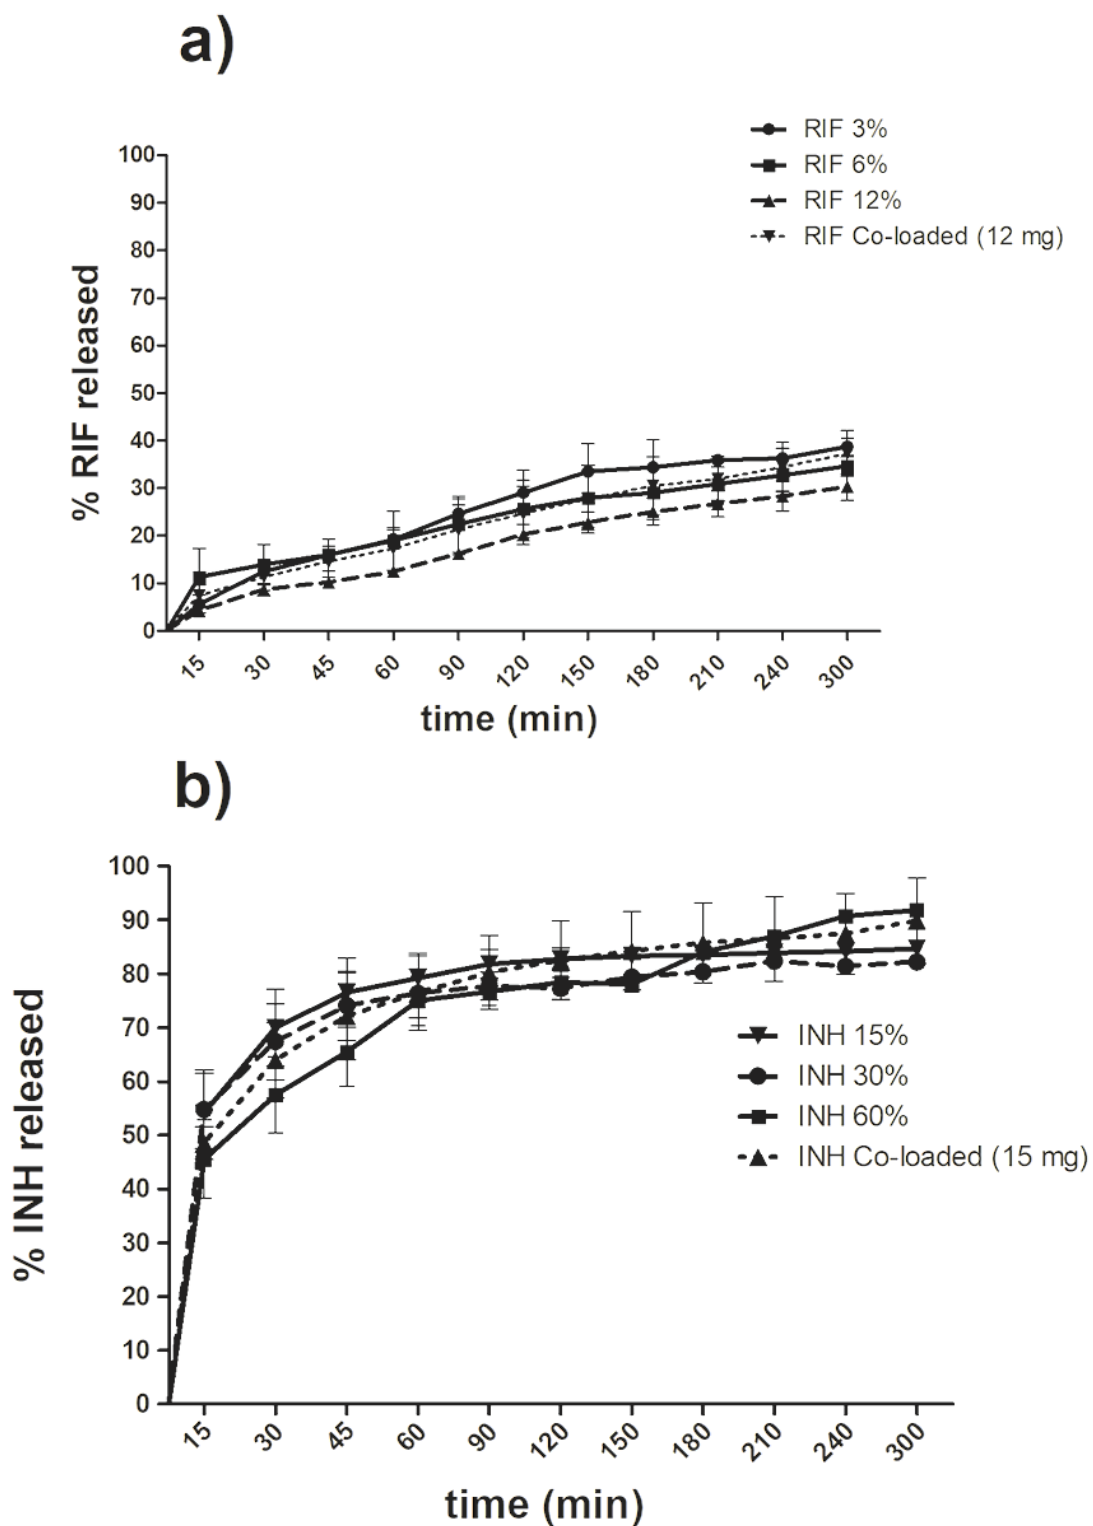 a)
RIF 3%
RIF 6%
RIF 12%
RIF Co-loaded (12 mg)
100
90
80
70
60
50
40
30
20
10
0
% RIF released
15 30 45 60 90 120 150 180 210 240 300
time (min)
b)
100
90
80
70
60
50
40
30
20
10
0
% INH released
INH 15%
INH 30%
INH 60%
INH Co-loaded (15 mg)
15 30 45 60 90 120 150 180 210 240 300
time (min)